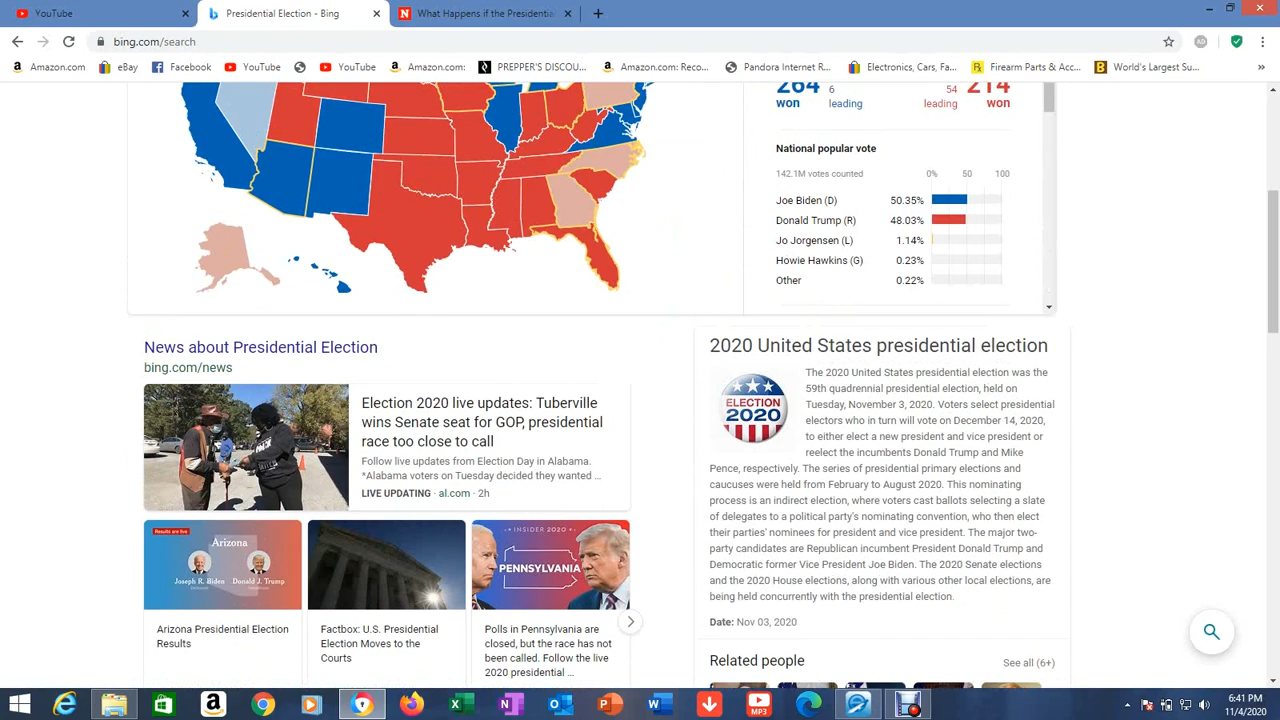 YouTube
Presidential Election - Bing
What Happens if the Presidential
bing.com/search
Amazon.com
eBay
Facebook
YouTube
YouTube
Amazon.com:
PREPPER'S DISCOU...
Amazon.com: Reco...
Pandora Internet R...
Electronics, Cars, Fa...
Firearm Parts & Acc...
World's Largest Su...
264 6 54 214
won leading leading won
National popular vote
142.1M votes counted 0% 50 100
Joe Biden (D) 50.35%
Donald Trump (R) 48.03%
Jo Jorgensen (L) 1.14%
Howie Hawkins (G) 0.23%
Other 0.22%
News about Presidential Election
bing.com/news
Election 2020 live updates: Tuberville
wins Senate seat for GOP, presidential
race too close to call
Follow live updates from Election Day in Alabama.
*Alabama voters on Tuesday decided they wanted ...
LIVE UPDATING · al.com · 2h
Results are live
Arizona
Joseph R. Biden Donald J. Trump
Arizona Presidential Election
Results
Factbox: U.S. Presidential
Election Moves to the
Courts
INSIDER 2020
PENNSYLVANIA
Polls in Pennsylvania are
closed, but the race has not
been called. Follow the live
2020 presidential ...
2020 United States presidential election
ELECTION
2020
The 2020 United States presidential election was the
59th quadrennial presidential election, held on
Tuesday, November 3, 2020. Voters select presidential
electors who in turn will vote on December 14, 2020,
to either elect a new president and vice president or
reelect the incumbents Donald Trump and Mike
Pence, respectively. The series of presidential primary elections and
caucuses were held from February to August 2020. This nominating
process is an indirect election, where voters cast ballots selecting a slate
of delegates to a political party's nominating convention, who then elect
their parties' nominees for president and vice president. The major two-
party candidates are Republican incumbent President Donald Trump and
Democratic former Vice President Joe Biden. The 2020 Senate elections
and the 2020 House elections, along with various other local elections, are
being held concurrently with the presidential election.
Date: Nov 03, 2020
Related people See all (6+)
MP3
6:41 PM
11/4/2020